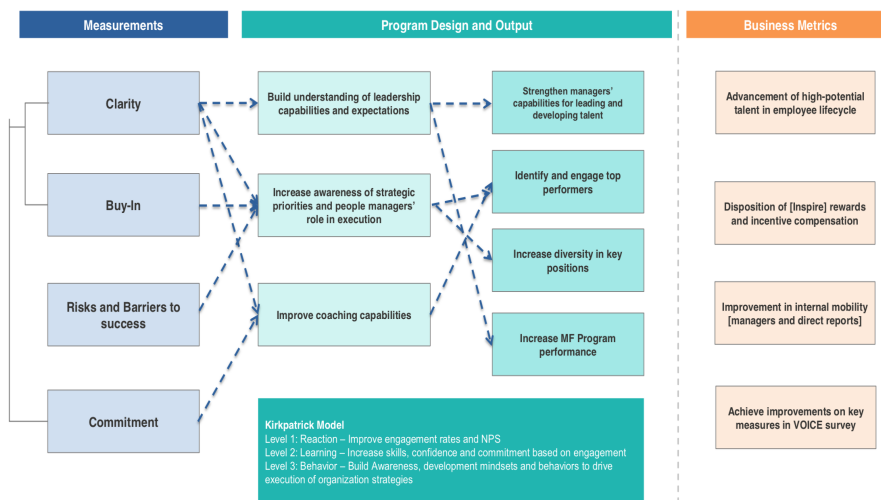 Measurements
Program Design and Output
Business Metrics
Clarity
Buy-In
Risks and Barriers to
success
Commitment
Build understanding of leadership
capabilities and expectations
Increase awareness of strategic
priorities and people managers'
role in execution
Improve coaching capabilities
Strengthen managers'
capabilities for leading and
developing talent
Identify and engage top
performers
Increase diversity in key
positions
Increase MF Program
performance
Kirkpatrick Model
Level 1: Reaction – Improve engagement rates and NPS
Level 2: Learning – Increase skills, confidence and commitment based on engagement
Level 3: Behavior – Build Awareness, development mindsets and behaviors to drive
execution of organization strategies
Advancement of high-potential
talent in employee lifecycle
Disposition of [Inspire] rewards
and incentive compensation
Improvement in internal mobility
[managers and direct reports]
Achieve improvements on key
measures in VOICE survey